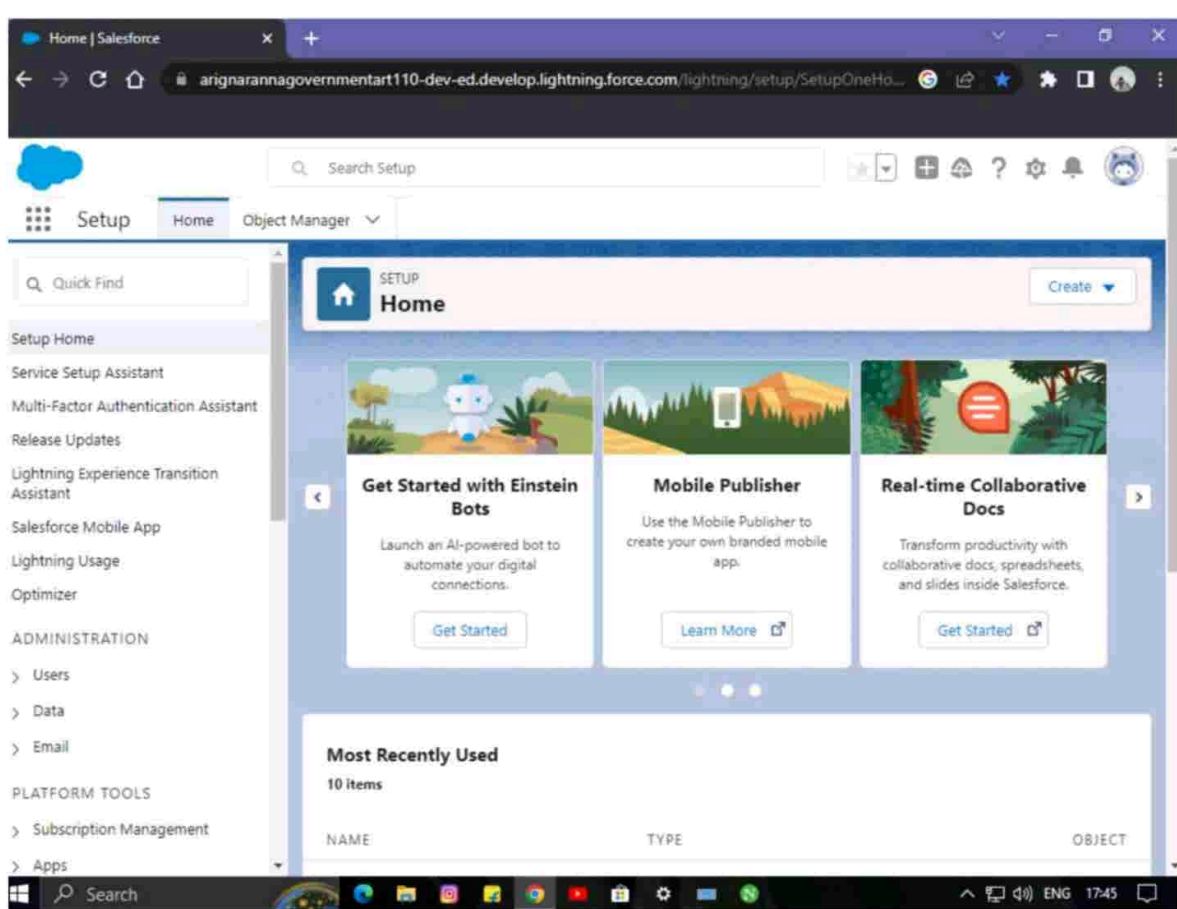 Home | Salesforce
arignarannagovernmentart110-dev-ed.develop.lightning.force.com/lightning/setup/SetupOneHo...
Search Setup
Setup
Home
Object Manager
Quick Find
Setup Home
Service Setup Assistant
Multi-Factor Authentication Assistant
Release Updates
Lightning Experience Transition
Assistant
Salesforce Mobile App
Lightning Usage
Optimizer
ADMINISTRATION
Users
Data
Email
PLATFORM TOOLS
Subscription Management
Apps
SETUP
Home
Create
Get Started with Einstein
Bots
Launch an AI-powered bot to
automate your digital
connections.
Get Started
Mobile Publisher
Use the Mobile Publisher to
create your own branded mobile
app.
Learn More
Real-time Collaborative
Docs
Transform productivity with
collaborative docs, spreadsheets,
and slides inside Salesforce.
Get Started
Most Recently Used
10 items
NAME
TYPE
OBJECT
Search
ENG
17:45